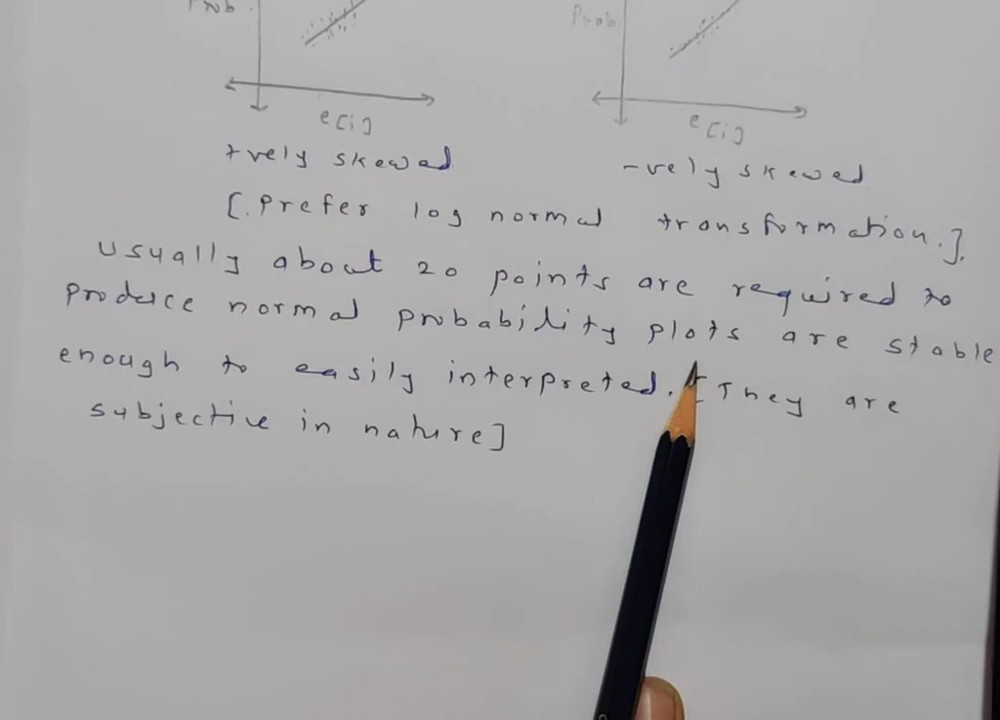 Prob Prob
e[i] e[i]
+vely skewed -vely skewed
[Prefer log normal transformation.].
Usually about 20 points are required to
produce normal probability plots are stable
enough to easily interpreted. [They are
subjective in nature]